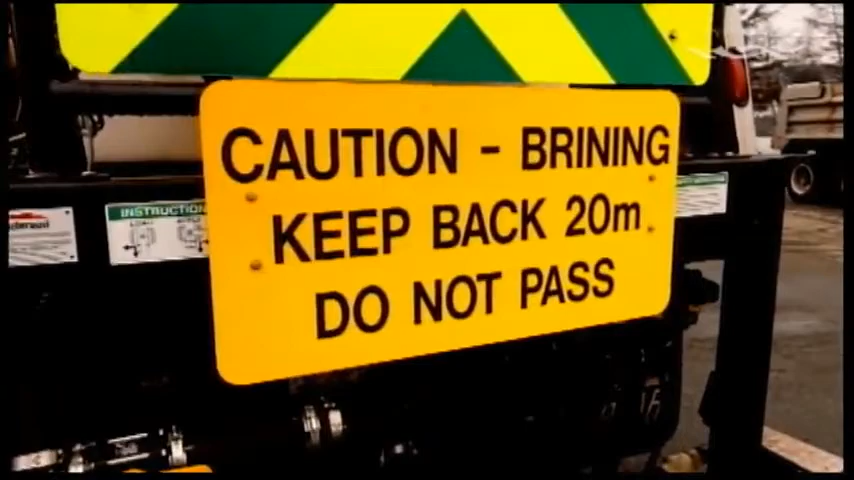 CAUTION - BRINING
KEEP BACK 20m
DO NOT PASS
INSTRUCTION